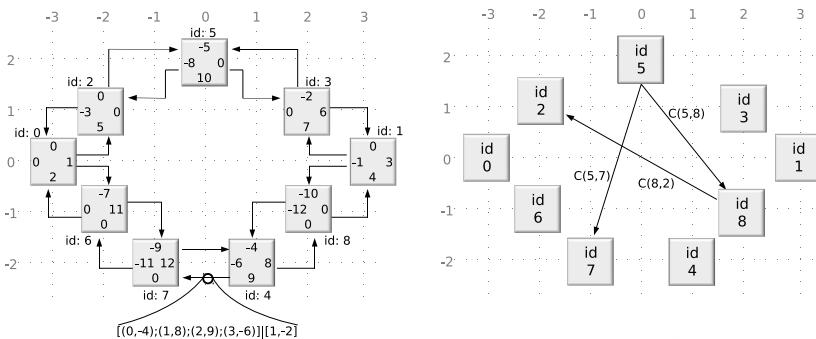 -3 -2 -1 0 1 2 3
2
1
0
-1
-2
id: 5
-5
-8 0
10
id: 2
0
-3 0
5
id: 3
-2
0 6
7
id: 0
0
0 1
2
id: 1
0
-1 3
4
-7
0 11
0
id: 6
-10
-12 0
0
id: 8
-9
-11 12
0
id: 7
-4
-6 8
9
id: 4
[(0,-4);(1,8);(2,9);(3,-6)]|[1,-2]
-3 -2 -1 0 1 2 3
2
1
0
-1
-2
id
5
id
2
id
3
id
0
id
1
id
6
id
8
id
7
id
4
C(5,8)
C(5,7)
C(8,2)